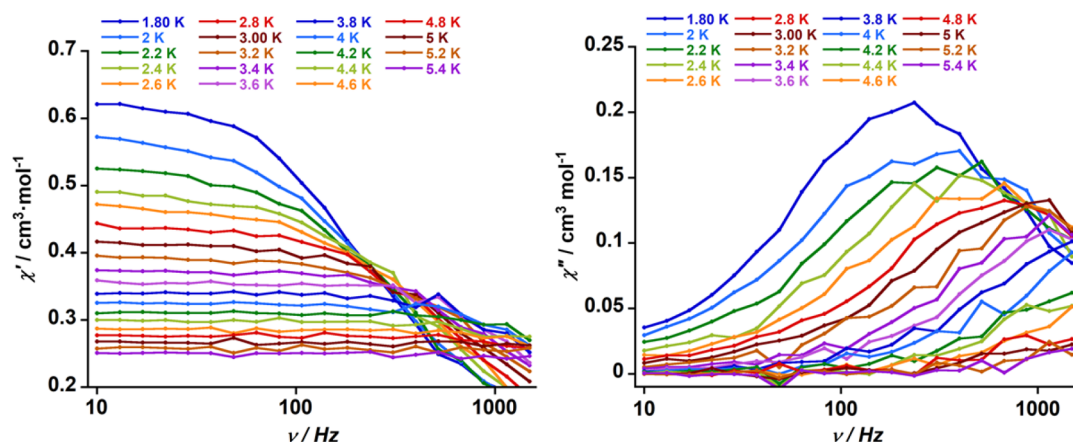 1.80 K 2.8 K 3.8 K 4.8 K
2 K 3.00 K 4 K 5 K
2.2 K 3.2 K 4.2 K 5.2 K
2.4 K 3.4 K 4.4 K 5.4 K
2.6 K 3.6 K 4.6 K
0.7
0.6
0.5
0.4
0.3
0.2
χ' / cm³·mol⁻¹
10 100 1000
ν / Hz
1.80 K 2.8 K 3.8 K 4.8 K
2 K 3.00 K 4 K 5 K
2.2 K 3.2 K 4.2 K 5.2 K
2.4 K 3.4 K 4.4 K 5.4 K
2.6 K 3.6 K 4.6 K
0.25
0.2
0.15
0.1
0.05
0
χ'' / cm³ mol⁻¹
10 100 1000
ν / Hz